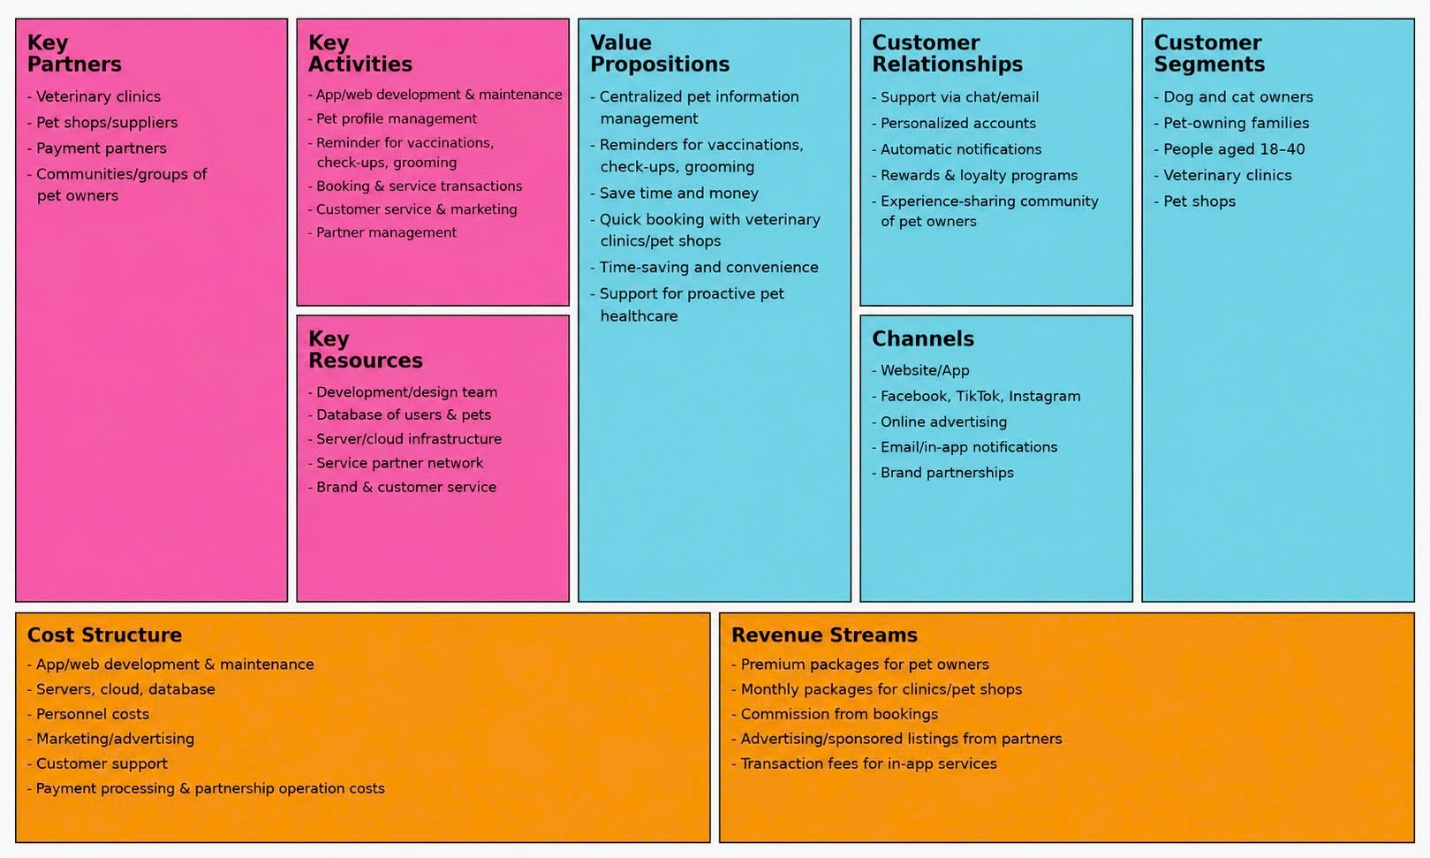 Key
Partners
- Veterinary clinics
- Pet shops/suppliers
- Payment partners
- Communities/groups of
pet owners
Key
Activities
- App/web development & maintenance
- Pet profile management
- Reminder for vaccinations,
check-ups, grooming
- Booking & service transactions
- Customer service & marketing
- Partner management
Key
Resources
- Development/design team
- Database of users & pets
- Server/cloud infrastructure
- Service partner network
- Brand & customer service
Value
Propositions
- Centralized pet information
management
- Reminders for vaccinations,
check-ups, grooming
- Save time and money
- Quick booking with veterinary
clinics/pet shops
- Time-saving and convenience
- Support for proactive pet
healthcare
Customer
Relationships
- Support via chat/email
- Personalized accounts
- Automatic notifications
- Rewards & loyalty programs
- Experience-sharing community
of pet owners
Channels
- Website/App
- Facebook, TikTok, Instagram
- Online advertising
- Email/in-app notifications
- Brand partnerships
Customer
Segments
- Dog and cat owners
- Pet-owning families
- People aged 18–40
- Veterinary clinics
- Pet shops
Cost Structure
- App/web development & maintenance
- Servers, cloud, database
- Personnel costs
- Marketing/advertising
- Customer support
- Payment processing & partnership operation costs
Revenue Streams
- Premium packages for pet owners
- Monthly packages for clinics/pet shops
- Commission from bookings
- Advertising/sponsored listings from partners
- Transaction fees for in-app services